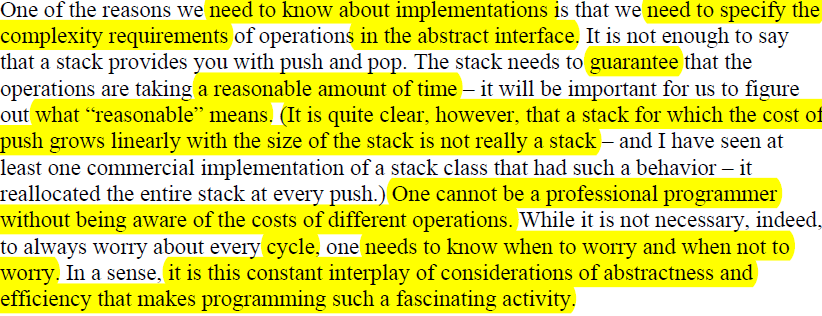 One of the reasons we need to know about implementations is that we need to specify the
complexity requirements of operations in the abstract interface. It is not enough to say
that a stack provides you with push and pop. The stack needs to guarantee that the
operations are taking a reasonable amount of time – it will be important for us to figure
out what “reasonable” means. (It is quite clear, however, that a stack for which the cost of
push grows linearly with the size of the stack is not really a stack – and I have seen at
least one commercial implementation of a stack class that had such a behavior – it
reallocated the entire stack at every push.) One cannot be a professional programmer
without being aware of the costs of different operations. While it is not necessary, indeed,
to always worry about every cycle, one needs to know when to worry and when not to
worry. In a sense, it is this constant interplay of considerations of abstractness and
efficiency that makes programming such a fascinating activity.